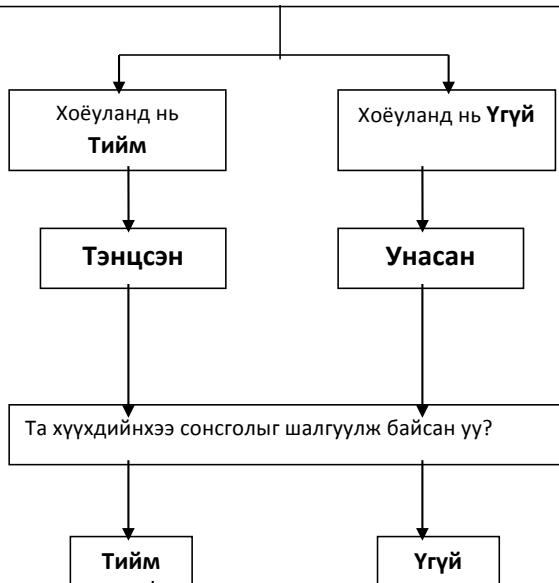 Хоёуланд нь
Тийм
Хоёуланд нь Үгүй
Тэнцсэн
Унасан
Та хүүхдийнхээ сонсголыг шалгуулж байсан уу?
Тийм
Үгүй